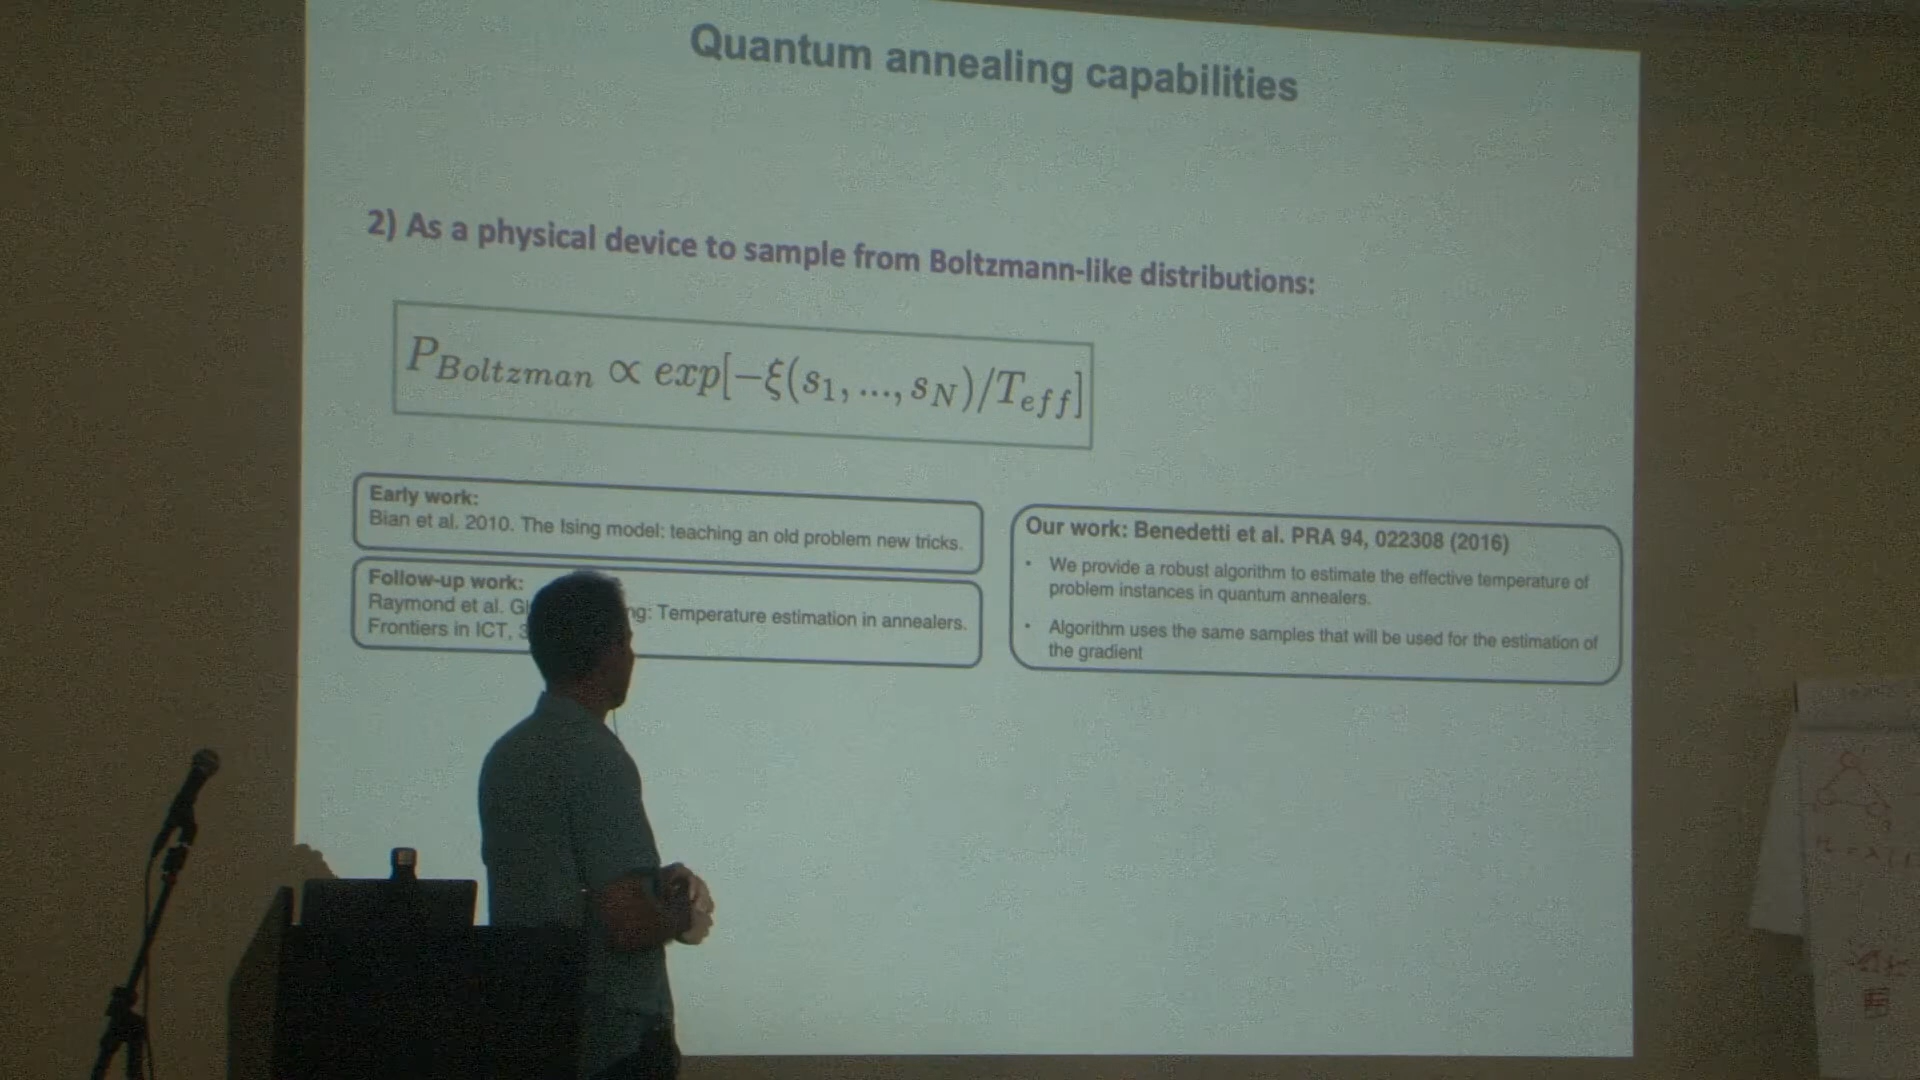 Quantum annealing capabilities
2) As a physical device to sample from Boltzmann-like distributions:
P_{Boltzman} ∝ exp[−ξ(s_1, ..., s_N)/T_{eff}]
Early work:
Bian et al. 2010. The Ising model: teaching an old problem new tricks.
Follow-up work:
Raymond et al. Temperature estimation in annealers.
Frontiers in ICT,
Our work: Benedetti et al. PRA 94, 022308 (2016)
• We provide a robust algorithm to estimate the effective temperature of
problem instances in quantum annealers.
• Algorithm uses the same samples that will be used for the estimation of
the gradient